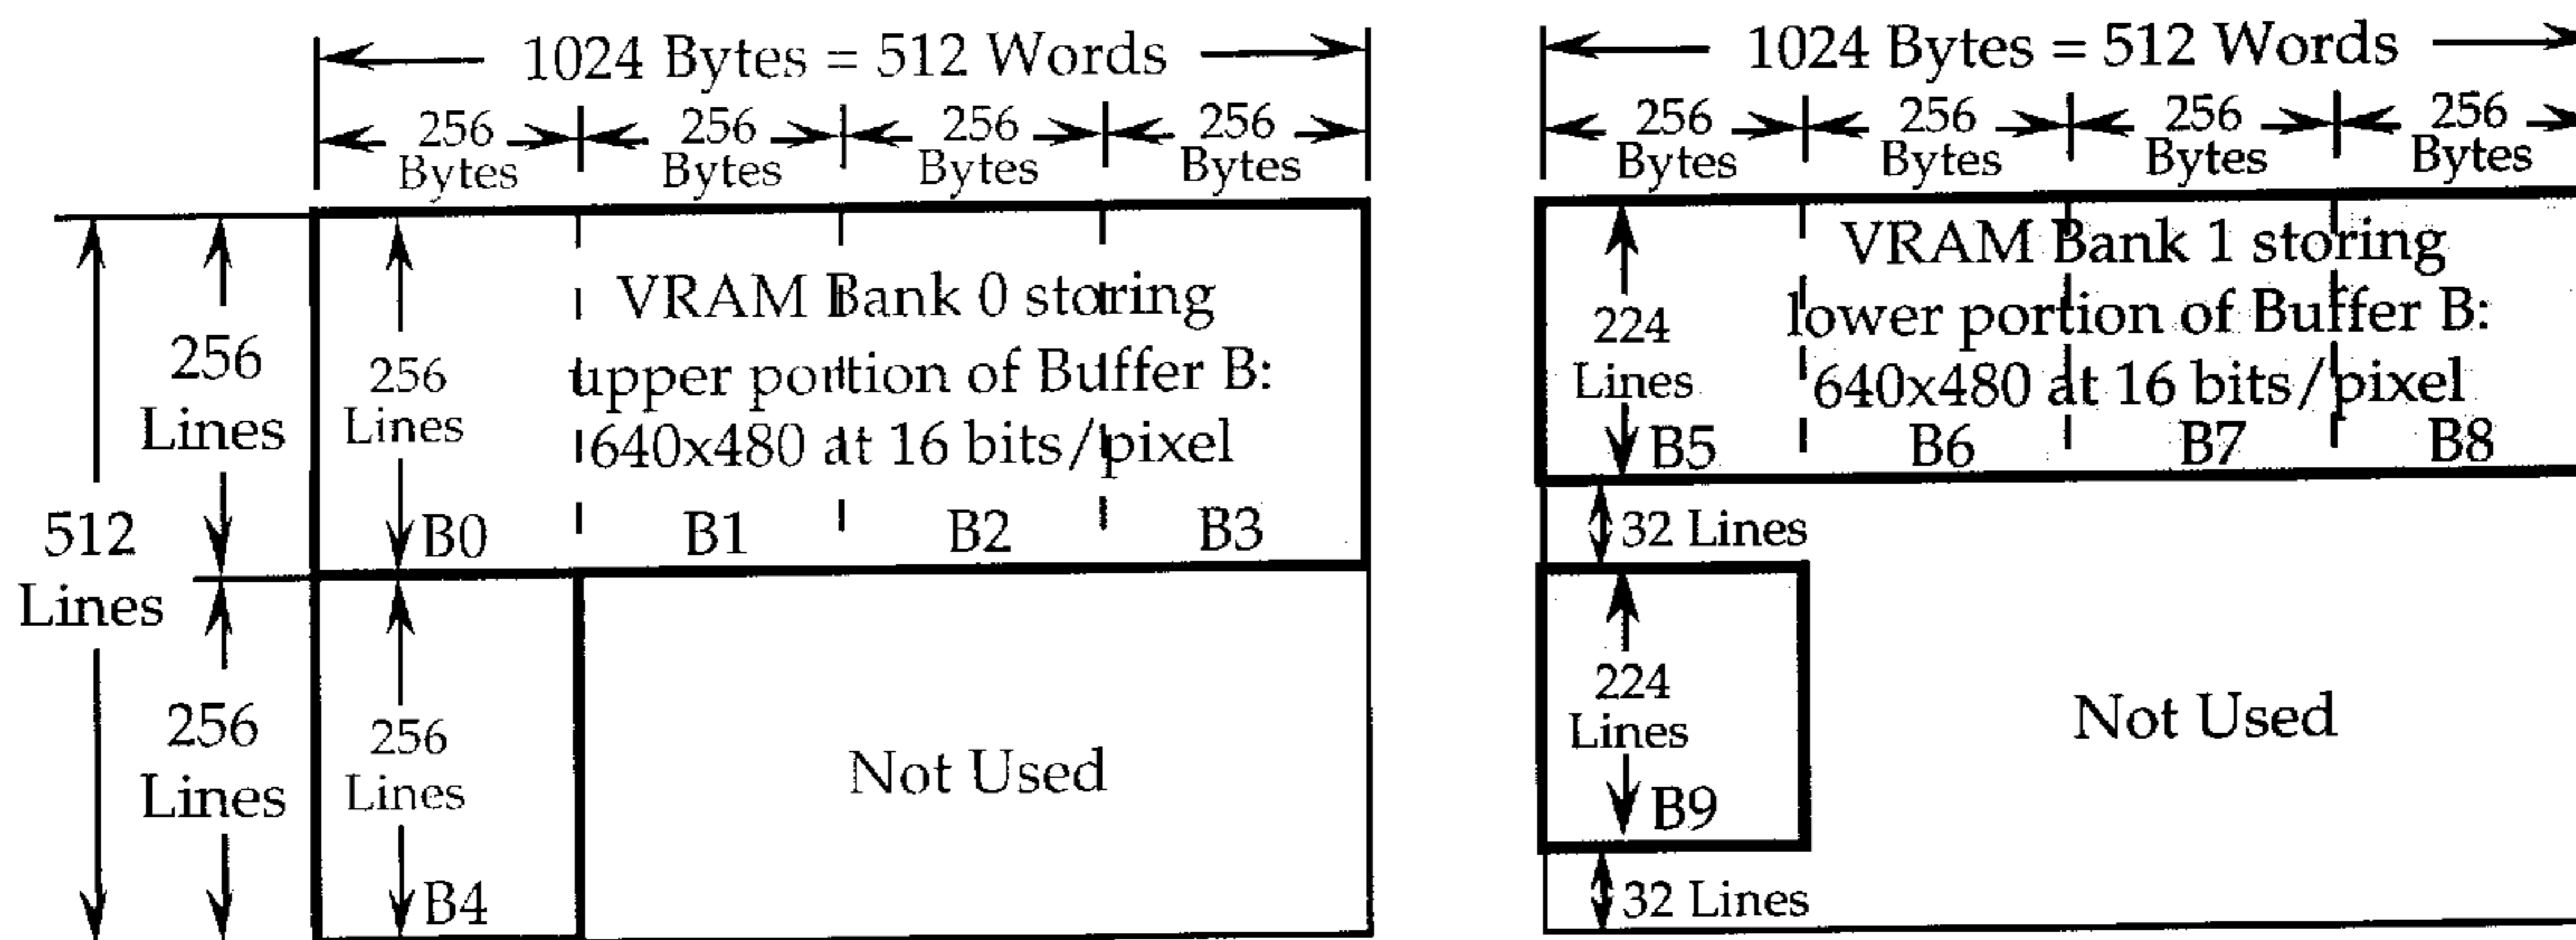 1024 Bytes = 512 Words
256 256 256 256
Bytes Bytes Bytes Bytes
512
Lines
256
Lines
256
Lines
256
Lines
VRAM Bank 0 storing
upper portion of Buffer B:
640x480 at 16 bits/pixel
B0 B1 B2 B3
256
Lines
B4
Not Used
1024 Bytes = 512 Words
256 256 256 256
Bytes Bytes Bytes Bytes
224
Lines
VRAM Bank 1 storing
lower portion of Buffer B:
640x480 at 16 bits/pixel
B5 B6 B7 B8
32 Lines
224
Lines
B9
Not Used
32 Lines